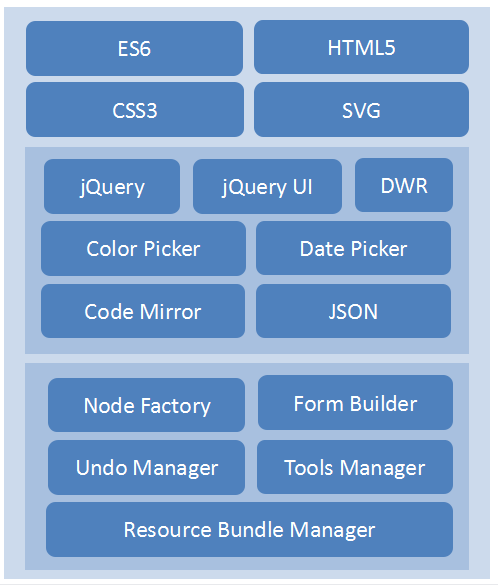 ES6
HTML5
CSS3
SVG
jQuery
jQuery UI
DWR
Color Picker
Date Picker
Code Mirror
JSON
Node Factory
Form Builder
Undo Manager
Tools Manager
Resource Bundle Manager